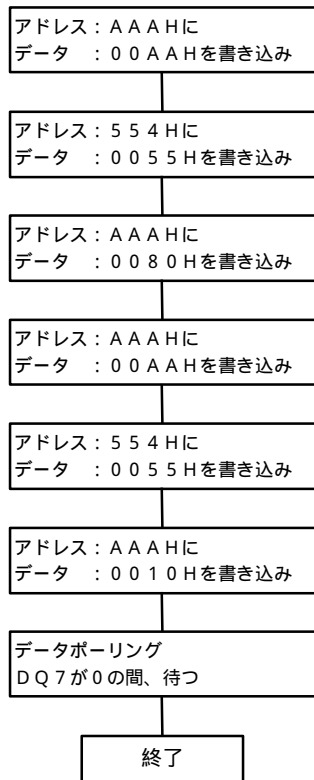 アドレス：ＡＡＡＨに
データ　：００ＡＡＨを書き込み
アドレス：５５４Ｈに
データ　：００５５Ｈを書き込み
アドレス：ＡＡＡＨに
データ　：００８０Ｈを書き込み
アドレス：ＡＡＡＨに
データ　：００ＡＡＨを書き込み
アドレス：５５４Ｈに
データ　：００５５Ｈを書き込み
アドレス：ＡＡＡＨに
データ　：００１０Ｈを書き込み
データポーリング
ＤＱ７が０の間、待つ
終了